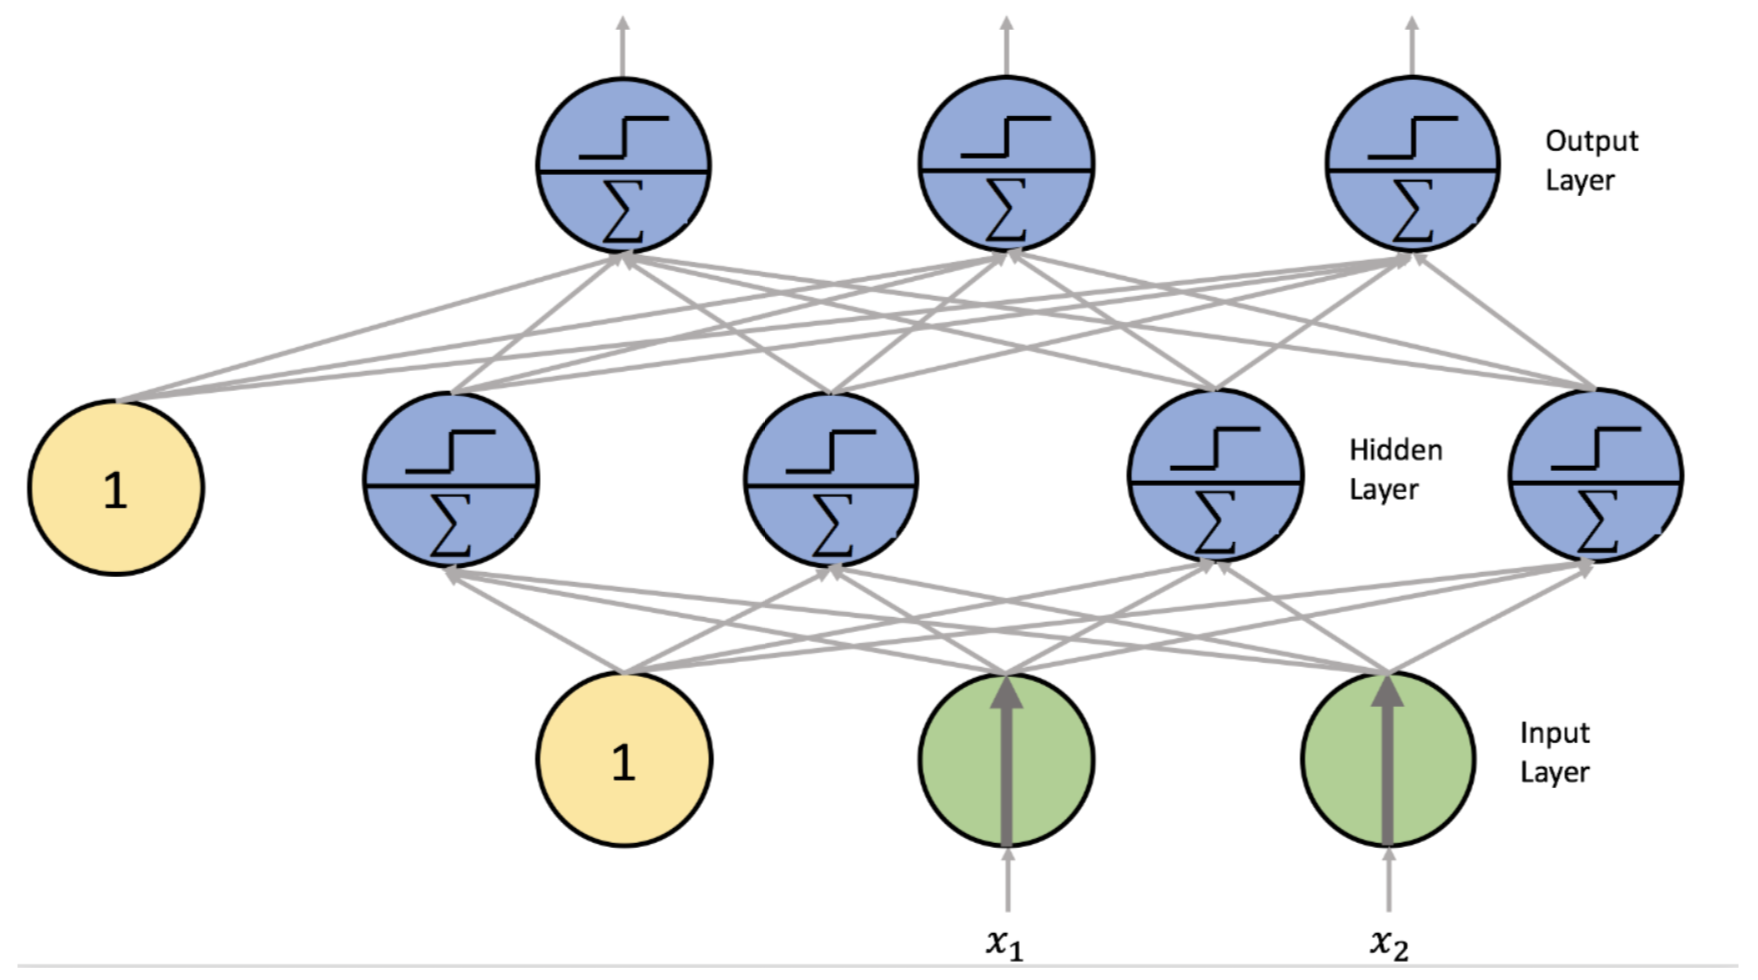 Σ Σ Σ
Output
Layer
1 Σ Σ Σ Σ
Hidden
Layer
1
Input
Layer
x₁ x₂